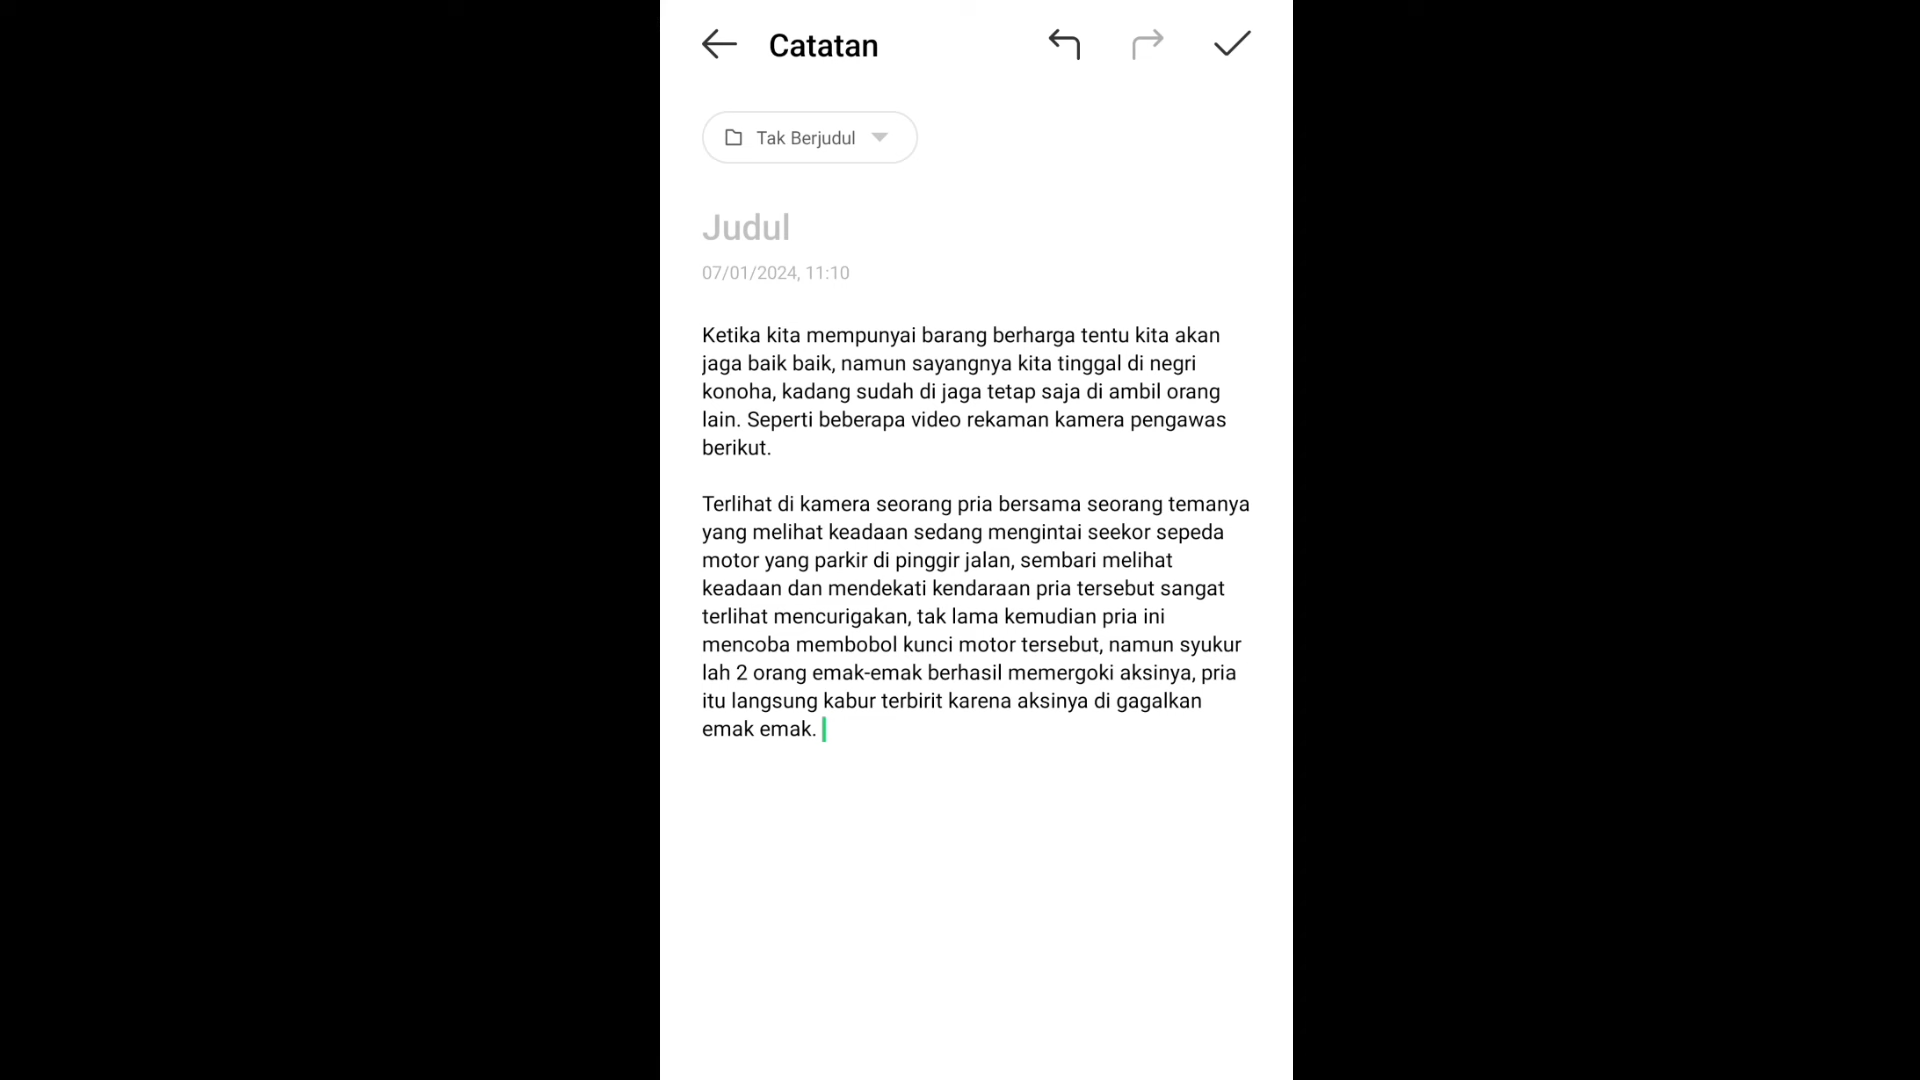 Catatan
Tak Berjudul
Judul
07/01/2024, 11:10
Ketika kita mempunyai barang berharga tentu kita akan
jaga baik baik, namun sayangnya kita tinggal di negri
konoha, kadang sudah di jaga tetap saja di ambil orang
lain. Seperti beberapa video rekaman kamera pengawas
berikut.
Terlihat di kamera seorang pria bersama seorang temanya
yang melihat keadaan sedang mengintai seekor sepeda
motor yang parkir di pinggir jalan, sembari melihat
keadaan dan mendekati kendaraan pria tersebut sangat
terlihat mencurigakan, tak lama kemudian pria ini
mencoba membobol kunci motor tersebut, namun syukur
lah 2 orang emak-emak berhasil memergoki aksinya, pria
itu langsung kabur terbirit karena aksinya di gagalkan
emak emak.